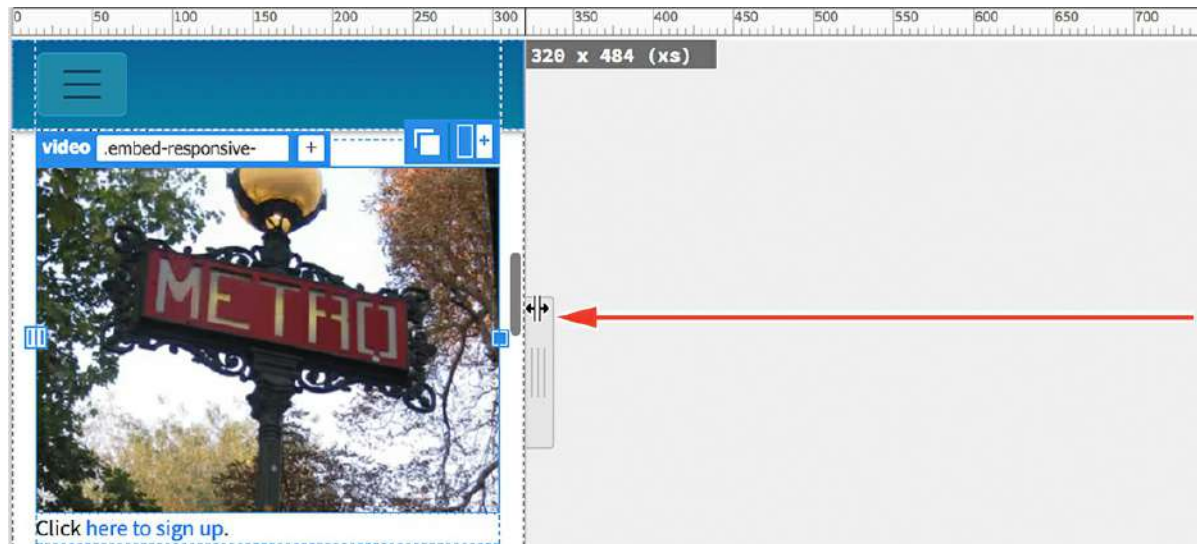 0 50 100 150 200 250 300 350 400 450 500 550 600 650 700
320 x 484 (xs)
video .embed-responsive- +
+
METRO
Click here to sign up.